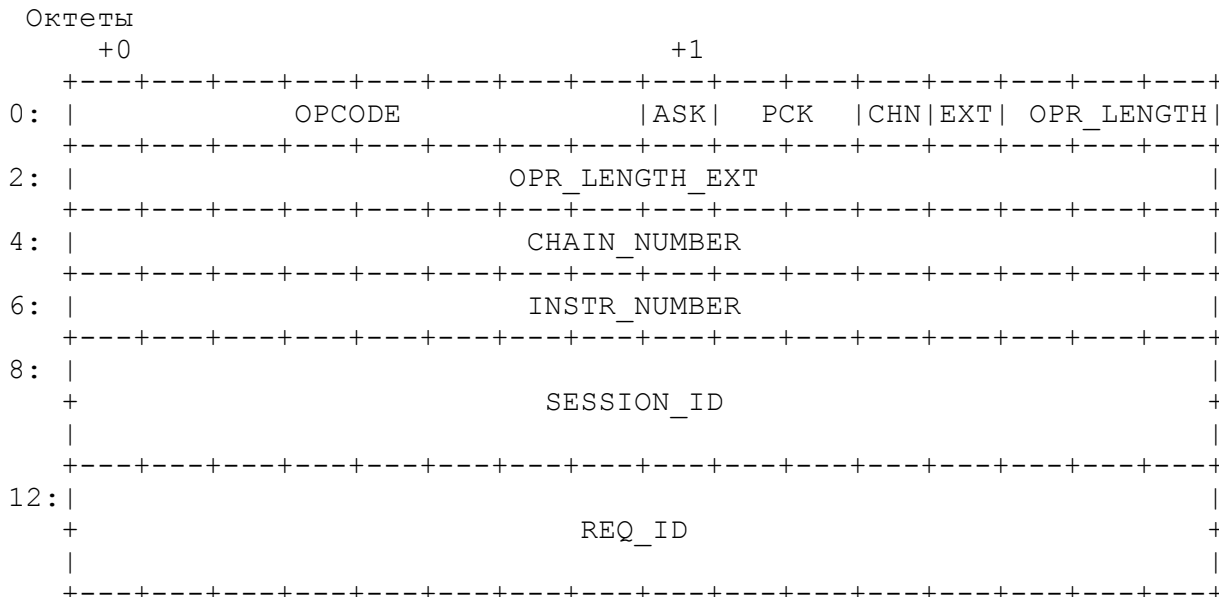 Октеты
+0 +1
+---+---+---+---+---+---+---+---+---+---+---+---+---+---+---+---+
0: | OPCODE |ASK| PCK |CHN|EXT| OPR_LENGTH|
+---+---+---+---+---+---+---+---+---+---+---+---+---+---+---+---+
2: | OPR_LENGTH_EXT |
+---+---+---+---+---+---+---+---+---+---+---+---+---+---+---+---+
4: | CHAIN_NUMBER |
+---+---+---+---+---+---+---+---+---+---+---+---+---+---+---+---+
6: | INSTR_NUMBER |
+---+---+---+---+---+---+---+---+---+---+---+---+---+---+---+---+
8: | |
+ SESSION_ID +
| |
+---+---+---+---+---+---+---+---+---+---+---+---+---+---+---+---+
12:| |
+ REQ_ID +
| |
+---+---+---+---+---+---+---+---+---+---+---+---+---+---+---+---+